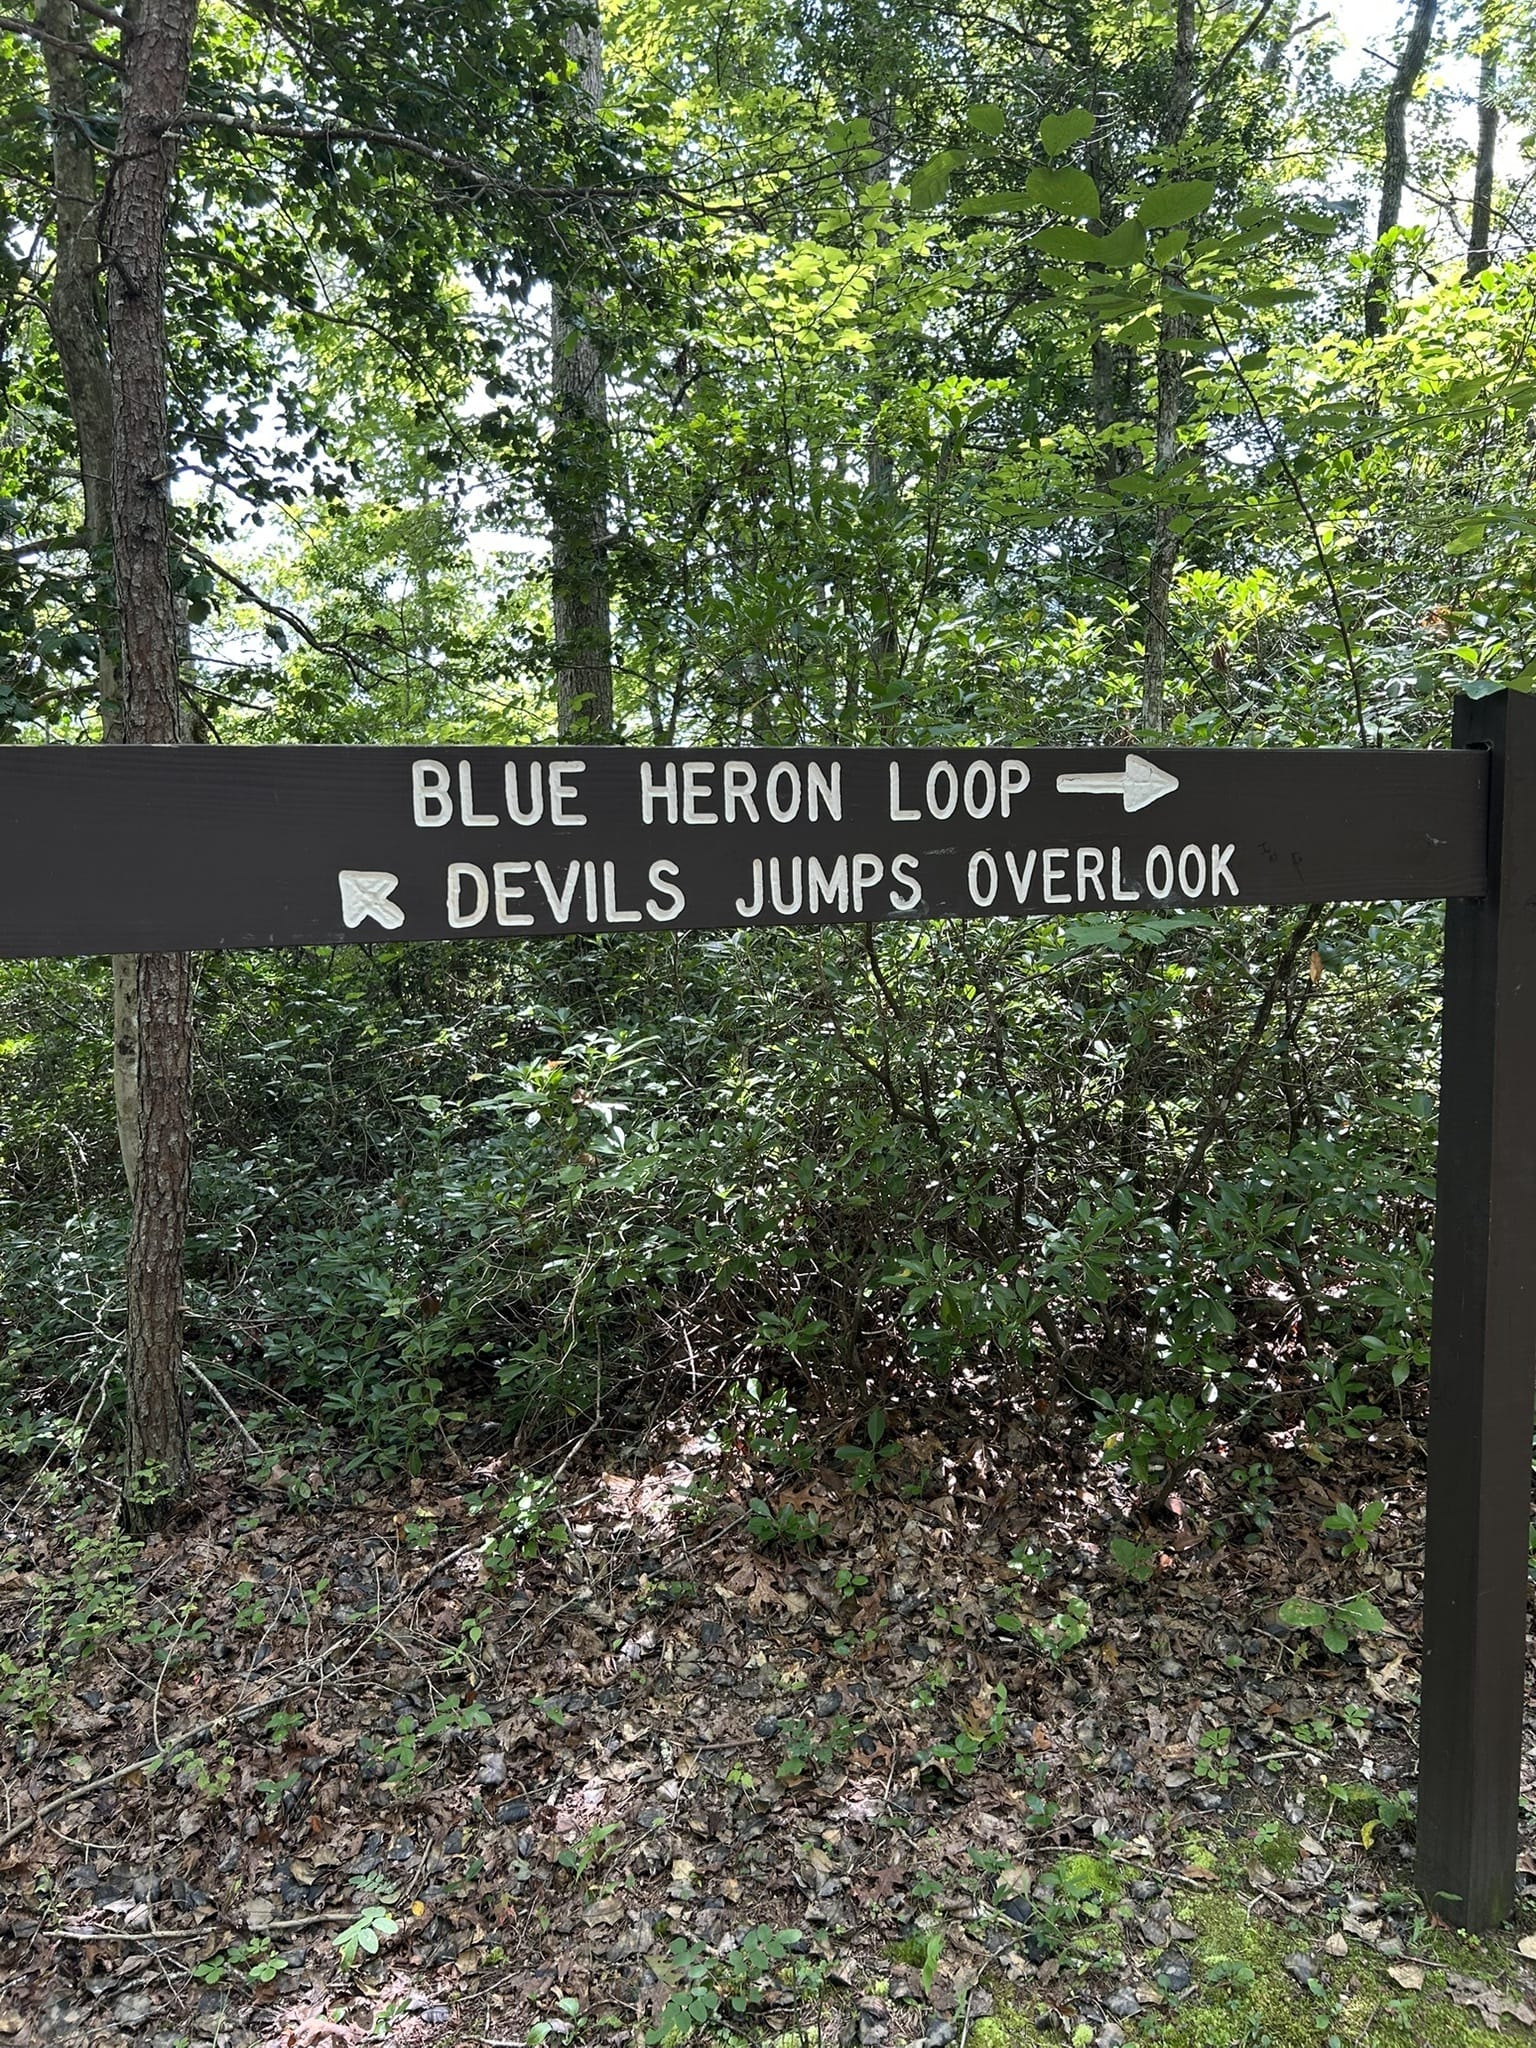 BLUE HERON LOOP →
↖ DEVILS JUMPS OVERLOOK